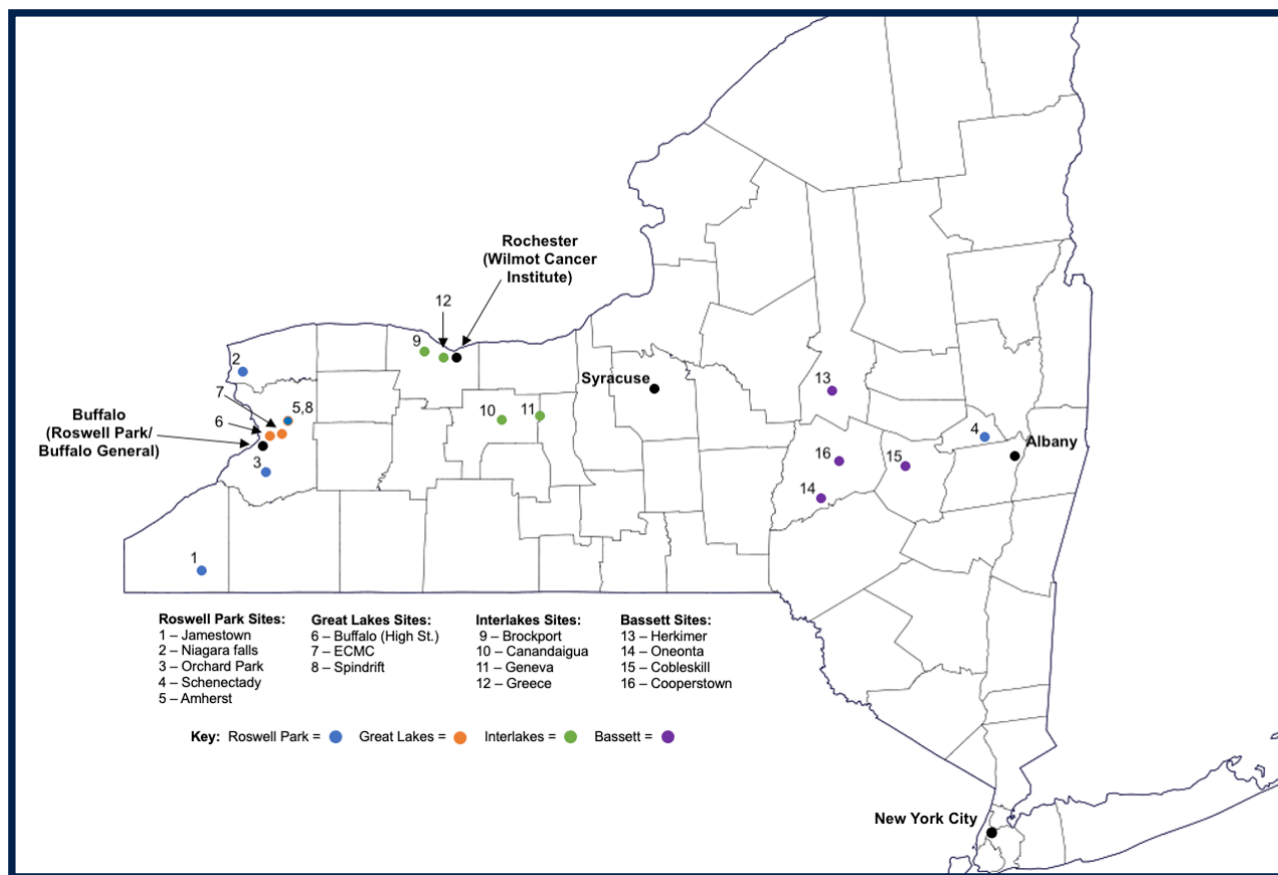 Rochester
(Wilmot Cancer
Institute)
12
9
2
Syracuse
13
7
5,8
10
11
6
Buffalo
(Roswell Park/
Buffalo General)
4
Albany
3
16
15
14
1
Roswell Park Sites:
1 – Jamestown
2 – Niagara falls
3 – Orchard Park
4 – Schenectady
5 – Amherst
Great Lakes Sites:
6 – Buffalo (High St.)
7 – ECMC
8 – Spindrift
Interlakes Sites:
9 – Brockport
10 – Canandaigua
11 – Geneva
12 – Greece
Bassett Sites:
13 – Herkimer
14 – Oneonta
15 – Cobleskill
16 – Cooperstown
Key: Roswell Park = Great Lakes = Interlakes = Bassett =
New York City